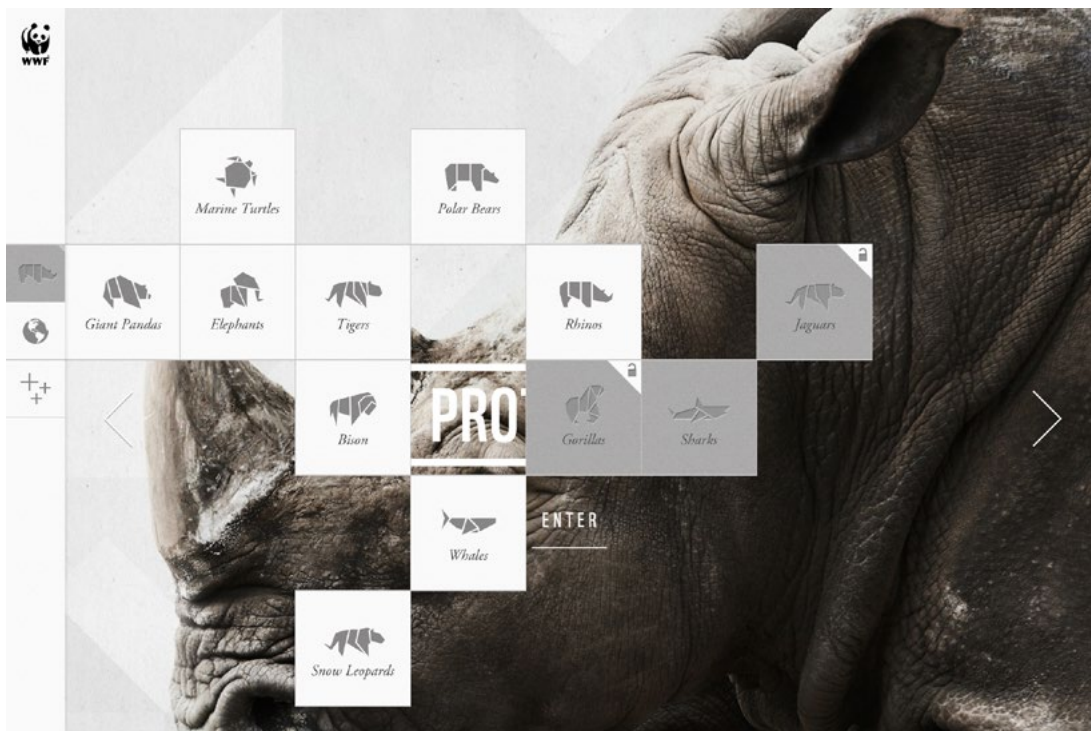 WWF
Marine Turtles
Polar Bears
Giant Pandas
Elephants
Tigers
Rhinos
Jaguars
Bison
PRO
Gorillas
Sharks
ENTER
Whales
Snow Leopards